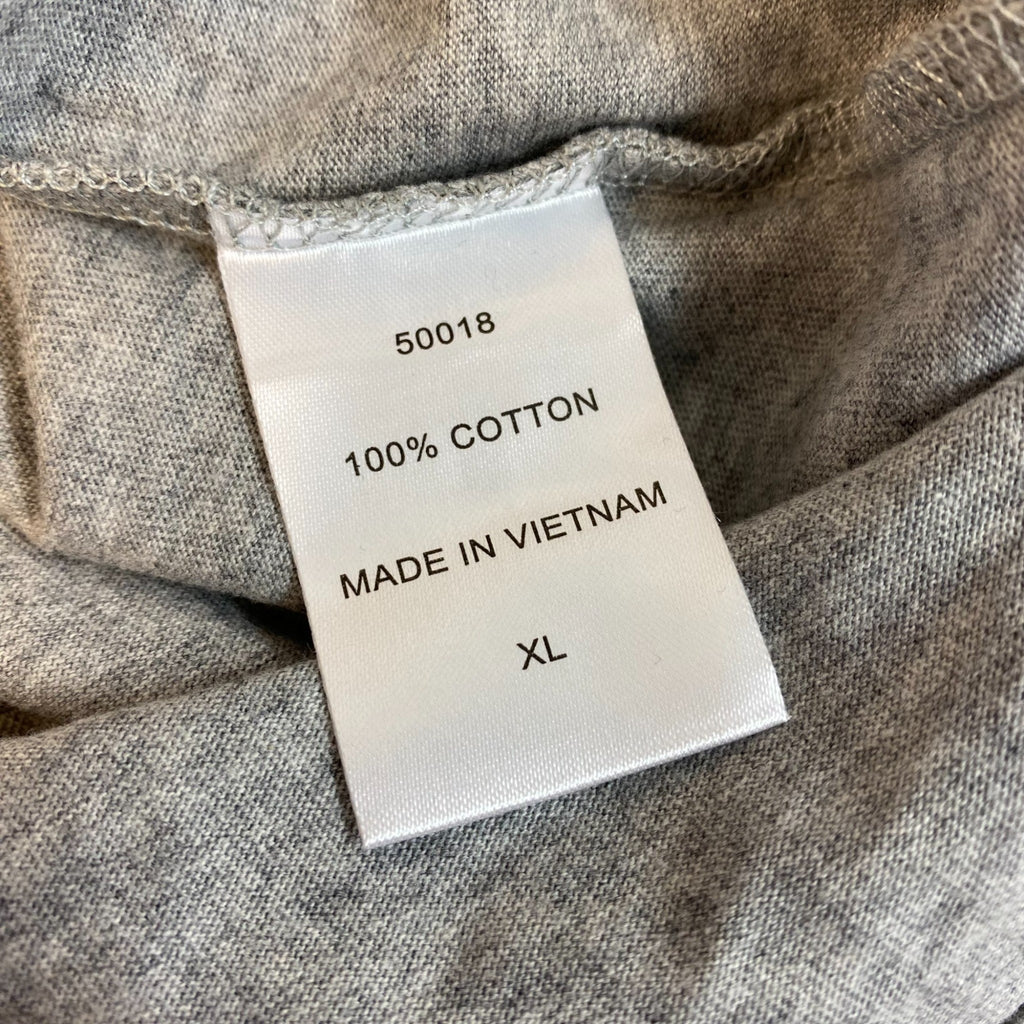 50018
100% COTTON
MADE IN VIETNAM
XL